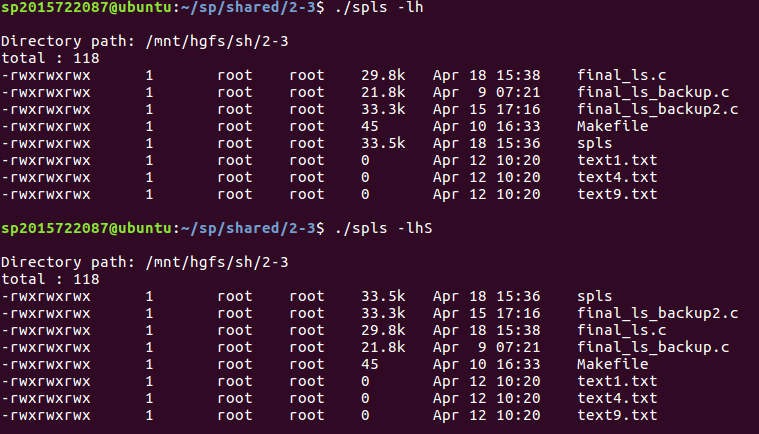 sp2015722087@ubuntu:~/sp/shared/2-3$ ./spls -lh
Directory path: /mnt/hgfs/sh/2-3
total : 118
-rwxrwxrwx 1 root root 29.8k Apr 18 15:38 final_ls.c
-rwxrwxrwx 1 root root 21.8k Apr 9 07:21 final_ls_backup.c
-rwxrwxrwx 1 root root 33.3k Apr 15 17:16 final_ls_backup2.c
-rwxrwxrwx 1 root root 45 Apr 10 16:33 Makefile
-rwxrwxrwx 1 root root 33.5k Apr 18 15:36 spls
-rwxrwxrwx 1 root root 0 Apr 12 10:20 text1.txt
-rwxrwxrwx 1 root root 0 Apr 12 10:20 text4.txt
-rwxrwxrwx 1 root root 0 Apr 12 10:20 text9.txt
sp2015722087@ubuntu:~/sp/shared/2-3$ ./spls -lhS
Directory path: /mnt/hgfs/sh/2-3
total : 118
-rwxrwxrwx 1 root root 33.5k Apr 18 15:36 spls
-rwxrwxrwx 1 root root 33.3k Apr 15 17:16 final_ls_backup2.c
-rwxrwxrwx 1 root root 29.8k Apr 18 15:38 final_ls.c
-rwxrwxrwx 1 root root 21.8k Apr 9 07:21 final_ls_backup.c
-rwxrwxrwx 1 root root 45 Apr 10 16:33 Makefile
-rwxrwxrwx 1 root root 0 Apr 12 10:20 text1.txt
-rwxrwxrwx 1 root root 0 Apr 12 10:20 text4.txt
-rwxrwxrwx 1 root root 0 Apr 12 10:20 text9.txt